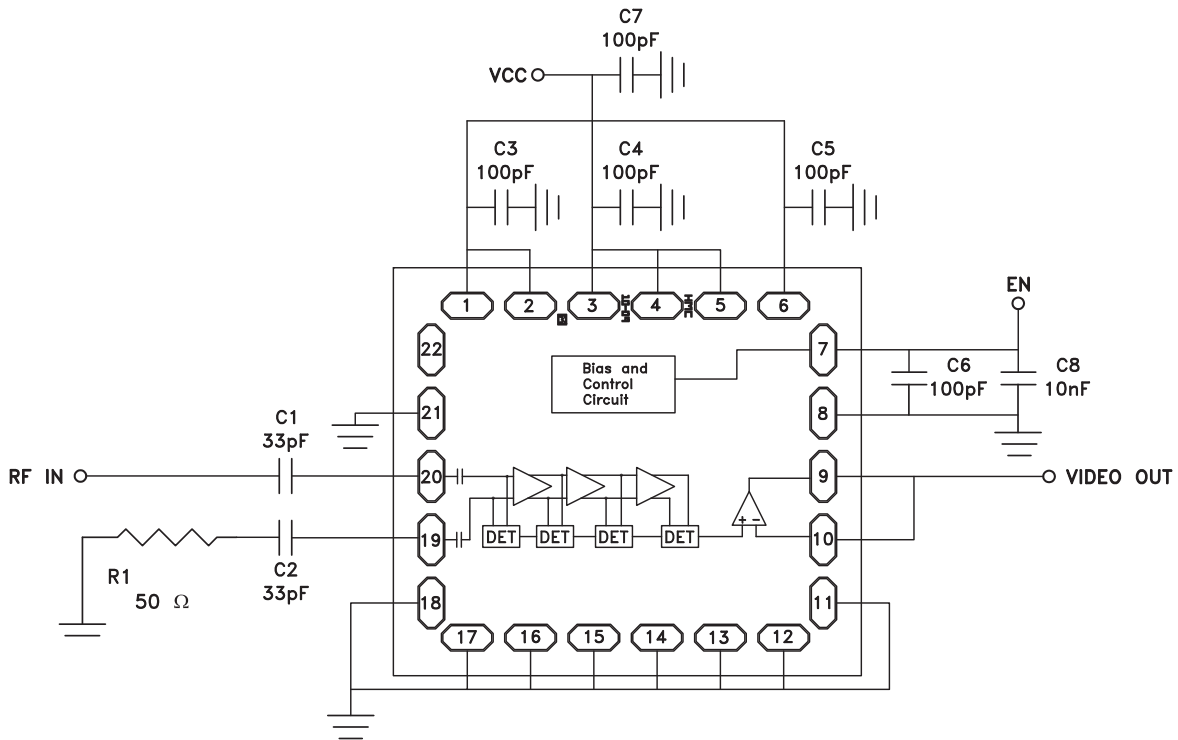 C7
100pF
VCC
C3
100pF
C4
100pF
C5
100pF
1
2
3
4
5
6
EN
22
7
Bias and
Control
Circuit
C6
100pF
C8
10nF
21
8
C1
33pF
RF IN
20
9
VIDEO OUT
+ -
DET
DET
DET
DET
19
10
C2
33pF
R1
50 Ω
18
11
17
16
15
14
13
12